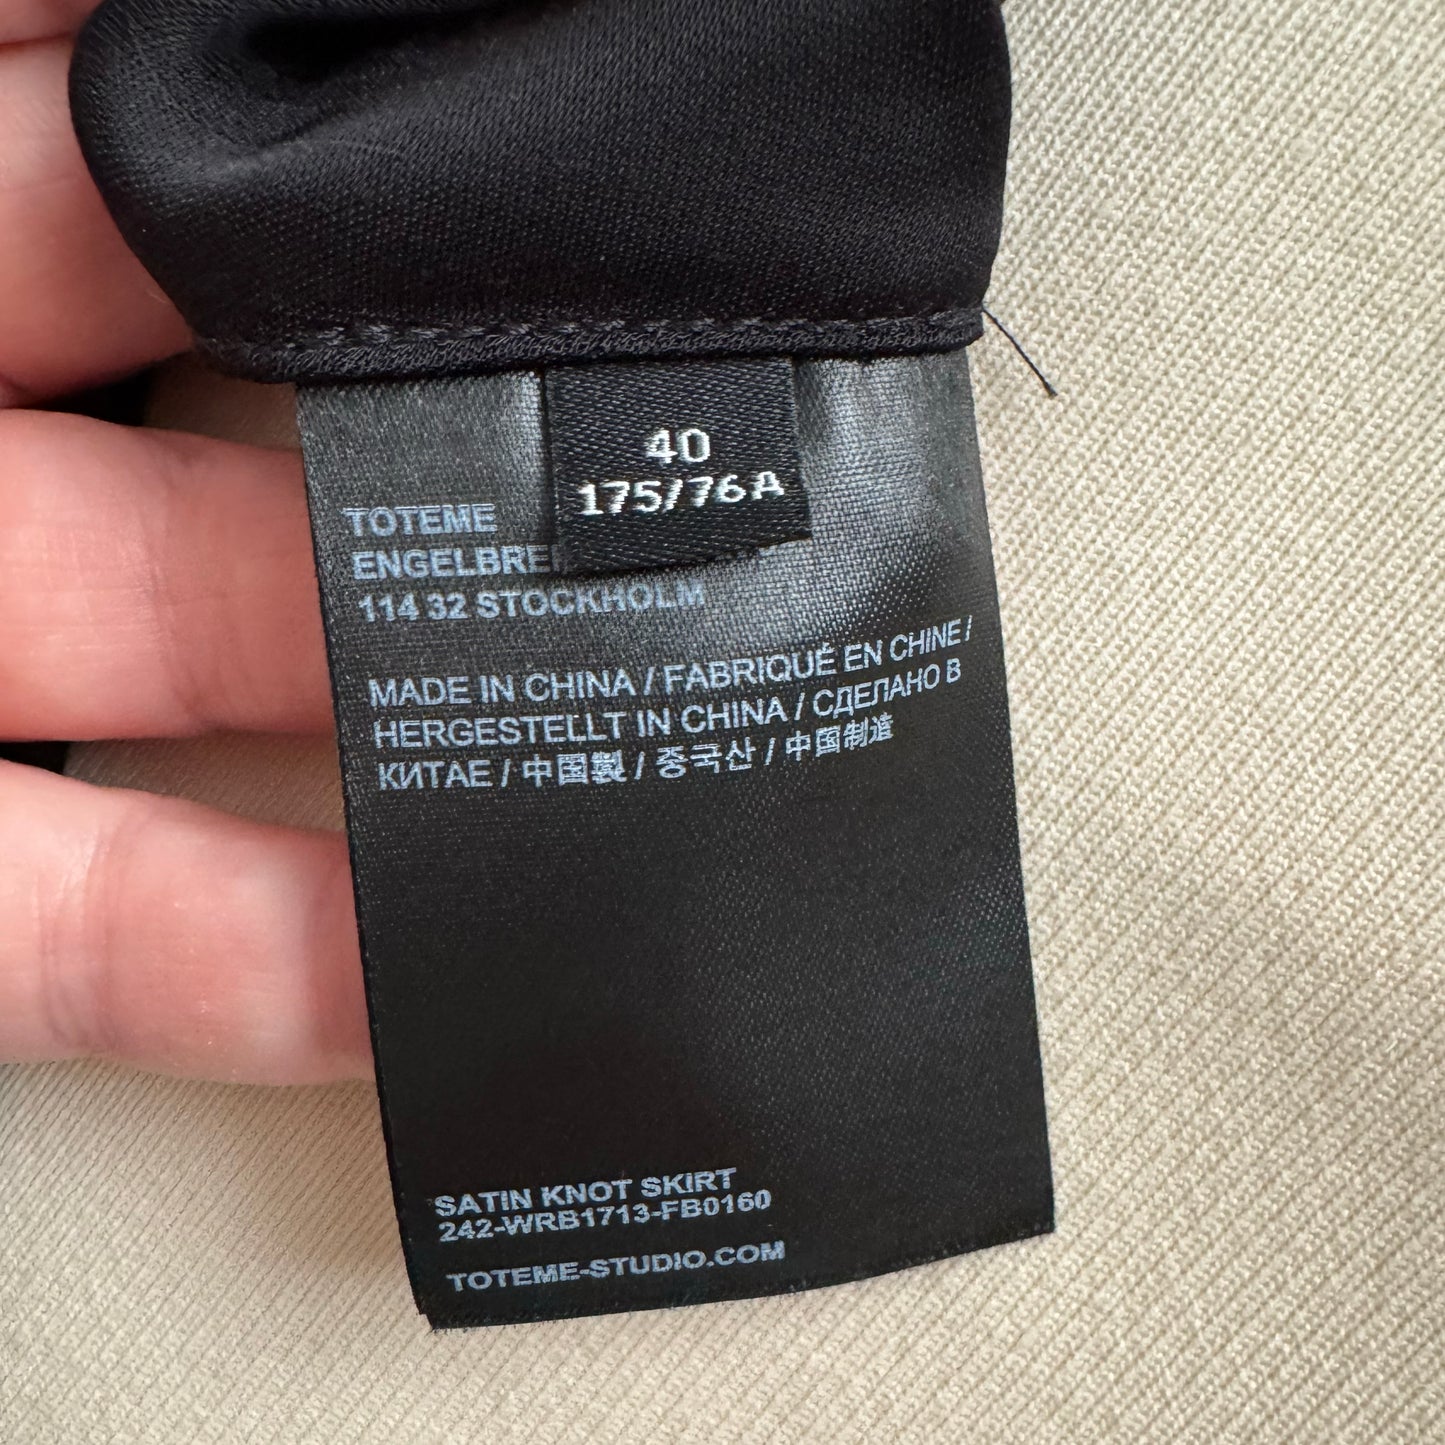 40
175/76A
TOTEME
114 32 STOCKHOLM
MADE IN CHINA / FABRIQUÉ EN CHINE /
HERGESTELLT IN CHINA / СДЕЛАНО В
КИТАЕ / 中国製 / 중국산 / 中国制造
SATIN KNOT SKIRT
242-WRB1713-FB0160
TOTEME-STUDIO.COM